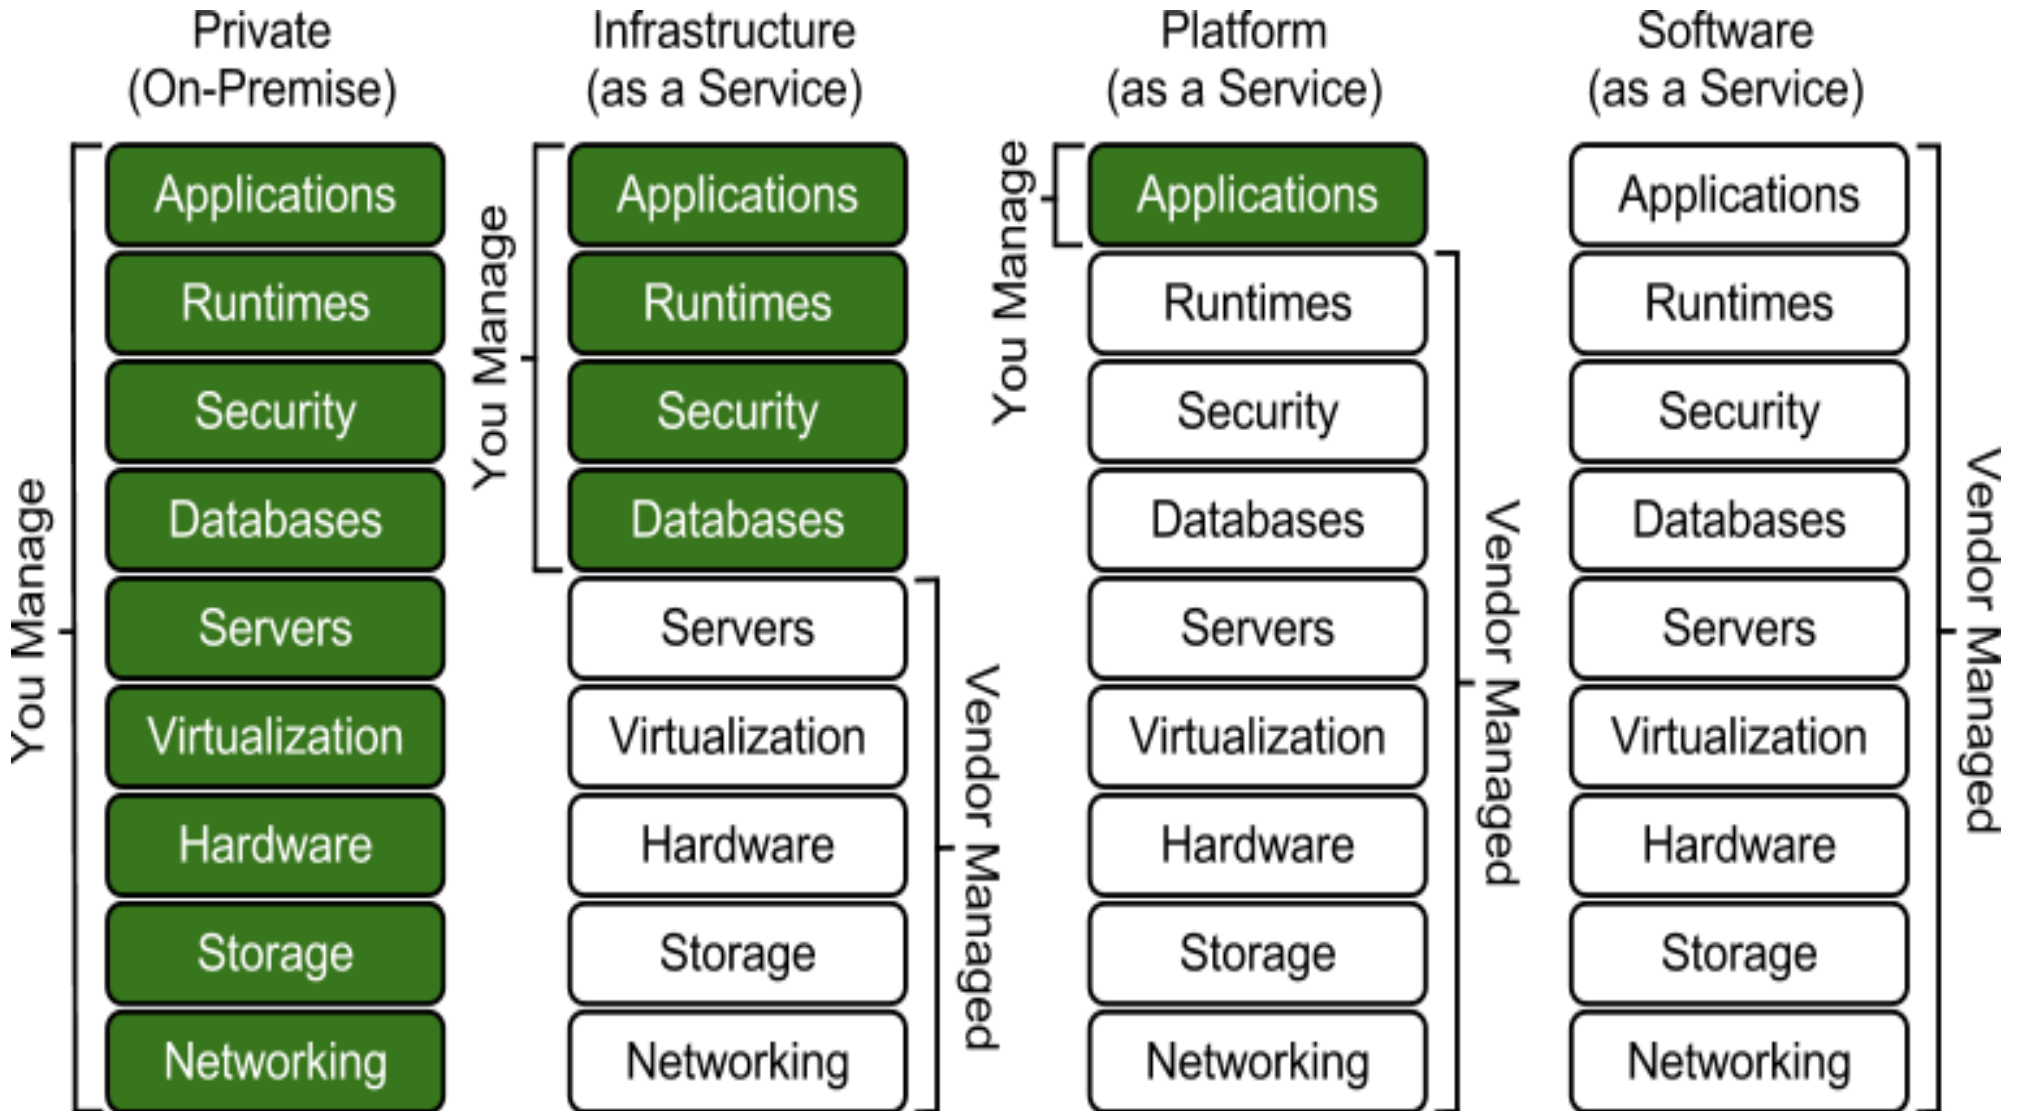 Private
(On-Premise)
You Manage
Applications
Runtimes
Security
Databases
Servers
Virtualization
Hardware
Storage
Networking
Infrastructure
(as a Service)
You Manage
Applications
Runtimes
Security
Databases
Servers
Virtualization
Hardware
Storage
Networking
Vendor Managed
Platform
(as a Service)
You Manage
Applications
Runtimes
Security
Databases
Servers
Virtualization
Hardware
Storage
Networking
Vendor Managed
Software
(as a Service)
Applications
Runtimes
Security
Databases
Servers
Virtualization
Hardware
Storage
Networking
Vendor Managed